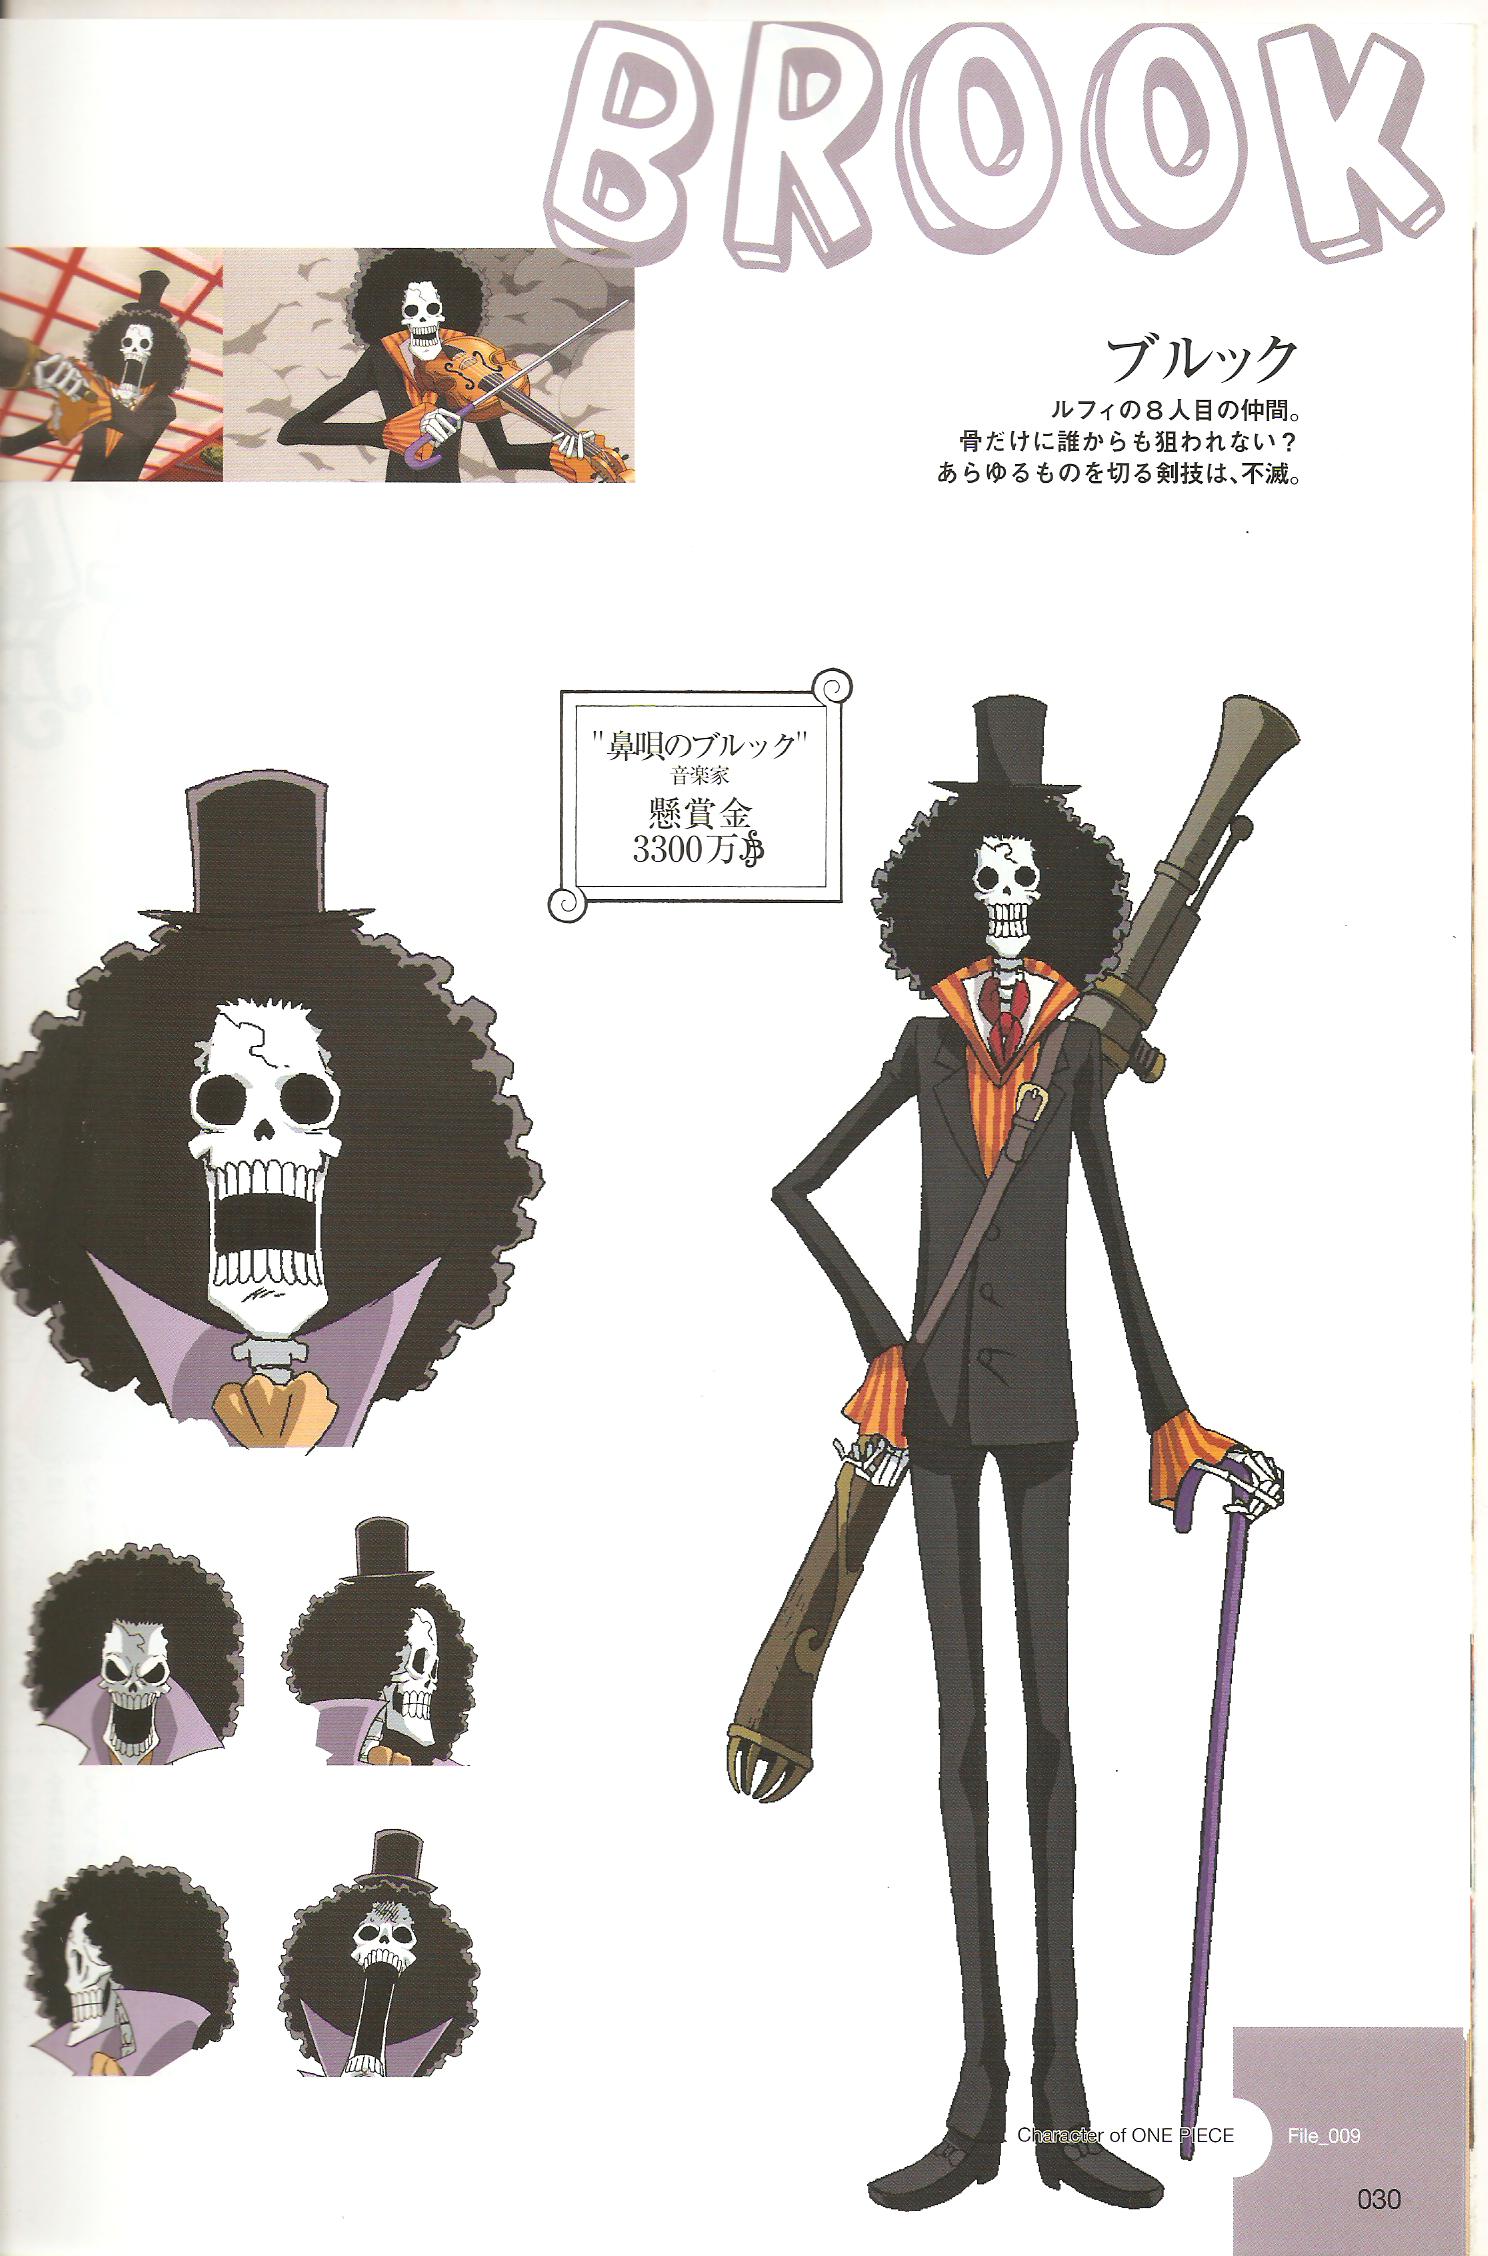 BROOK
ブルック
ルフィの8人目の仲間。
骨だけに誰からも狙われない?
あらゆるものを切る剣技は、不滅。
"鼻唄のブルック"
音楽家
懸賞金
3300万฿
Character of ONE PIECE
File_009
030